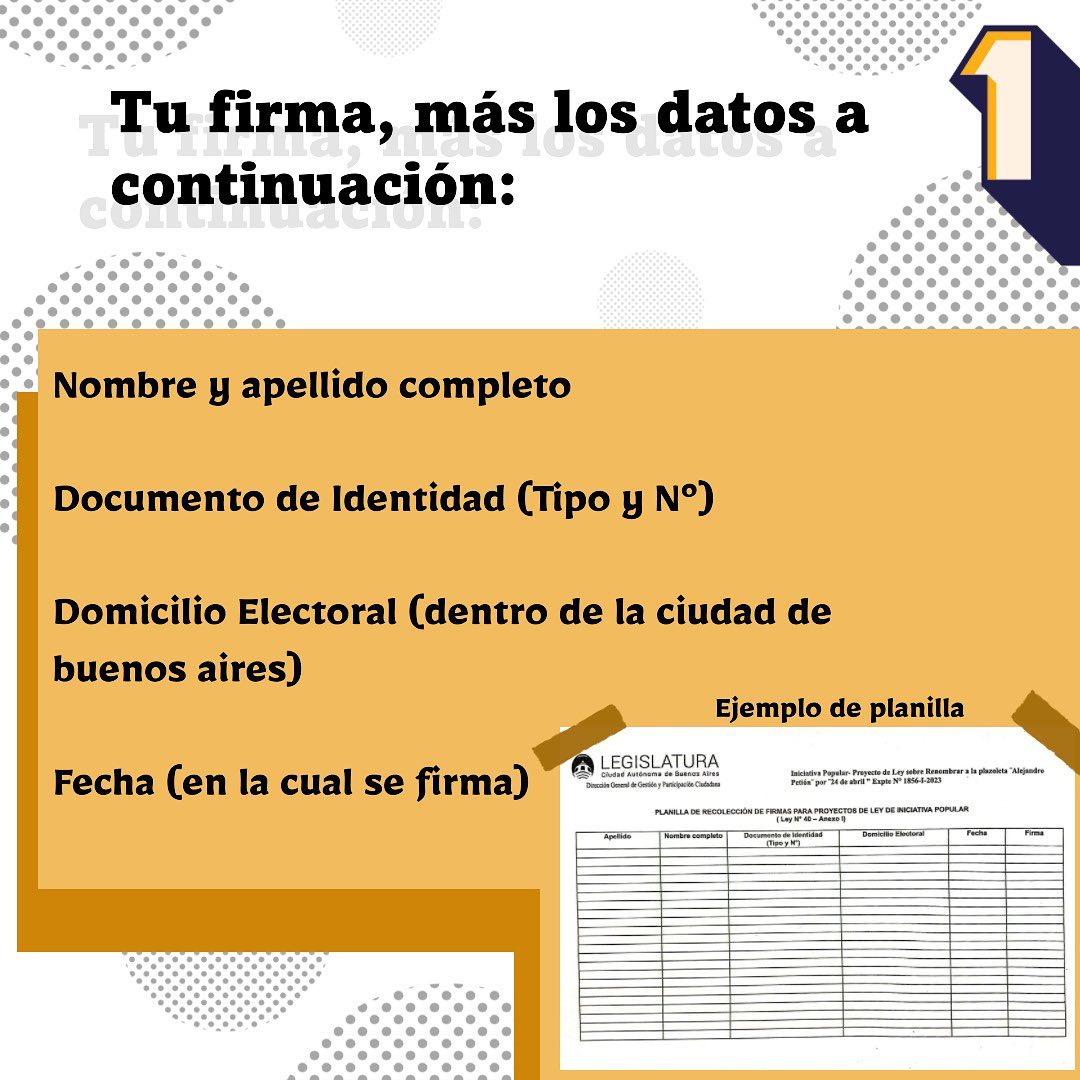 1
Tu firma, más los datos a
continuación:
Nombre y apellido completo
Documento de Identidad (Tipo y Nº)
Domicilio Electoral (dentro de la ciudad de
buenos aires)
Fecha (en la cual se firma)
Ejemplo de planilla
LEGISLATURA
Ciudad Autónoma de Buenos Aires
Dirección General de Gestión y Participación Ciudadana
Iniciativa Popular- Proyecto de Ley sobre Renombrar a la plazoleta "Alejandro
Petión" por "24 de abril" Expte Nº 1856-I-2023
PLANILLA DE RECOLECCIÓN DE FIRMAS PARA PROYECTOS DE LEY DE INICIATIVA POPULAR
( Ley N° 40 – Anexo I)
Apellido Nombre completo Documento de Identidad Domicilio Electoral Fecha Firma
(Tipo y N°)